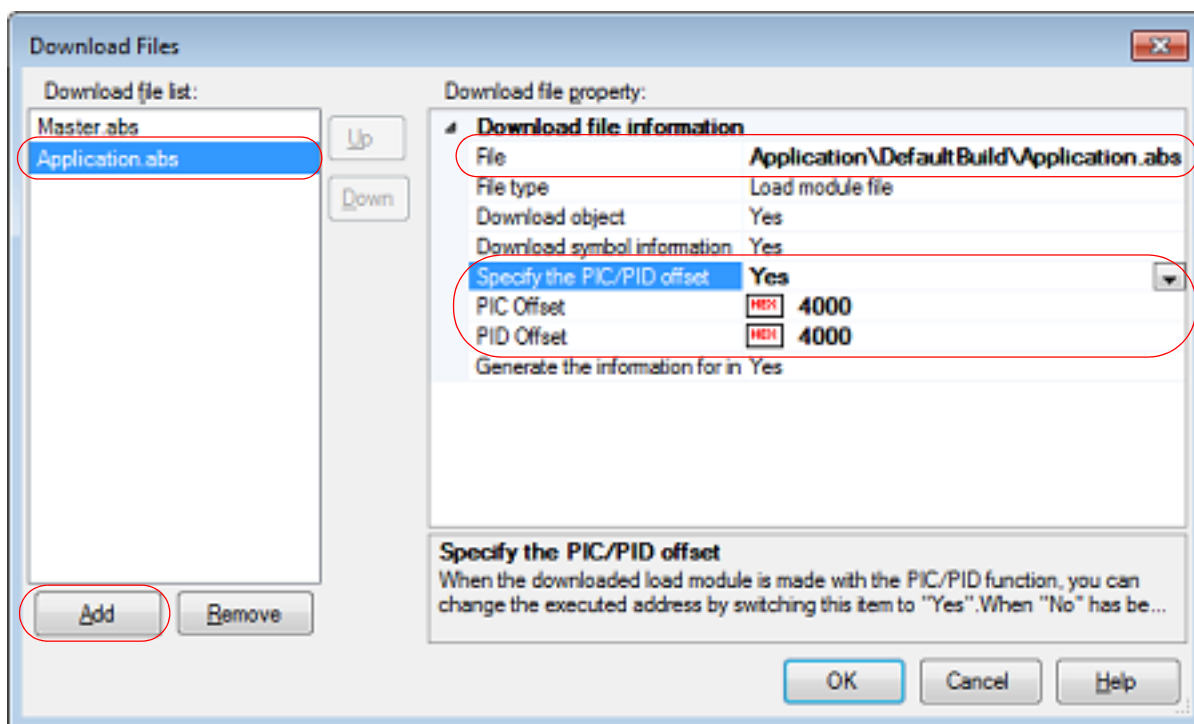 Download Files
Download file list:
Master.abs
Application.abs
Up
Down
Add
Remove
Download file property:
Download file information
File Application\DefaultBuild\Application.abs
File type Load module file
Download object Yes
Download symbol information Yes
Specify the PIC/PID offset Yes
PIC Offset HEX 4000
PID Offset HEX 4000
Generate the information for in Yes
Specify the PIC/PID offset
When the downloaded load module is made with the PIC/PID function, you can
change the executed address by switching this item to "Yes".When "No" has be...
OK Cancel Help